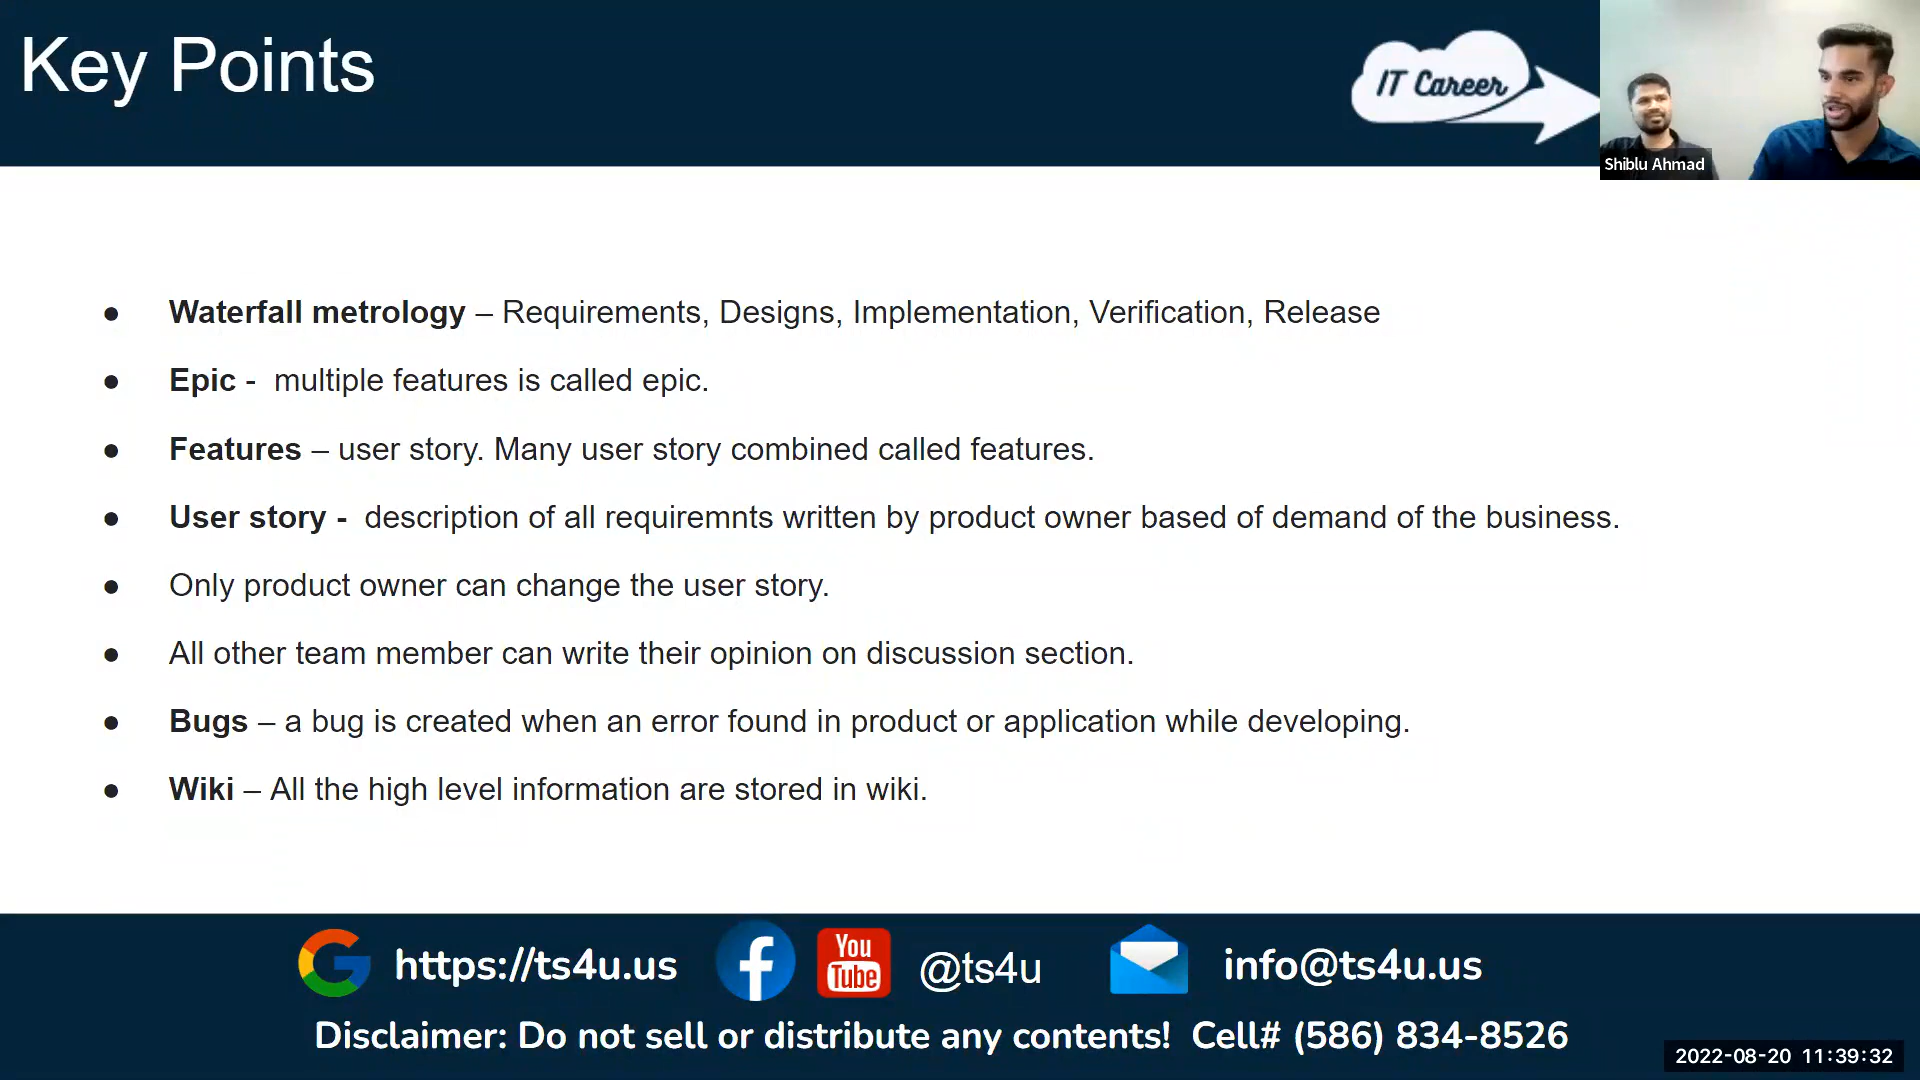 Key Points
IT Career
Shiblu Ahmad
● Waterfall metrology – Requirements, Designs, Implementation, Verification, Release
● Epic - multiple features is called epic.
● Features – user story. Many user story combined called features.
● User story - description of all requiremnts written by product owner based of demand of the business.
● Only product owner can change the user story.
● All other team member can write their opinion on discussion section.
● Bugs – a bug is created when an error found in product or application while developing.
● Wiki – All the high level information are stored in wiki.
https://ts4u.us
You
Tube
@ts4u
info@ts4u.us
Disclaimer: Do not sell or distribute any contents! Cell# (586) 834-8526
2022-08-20 11:39:32